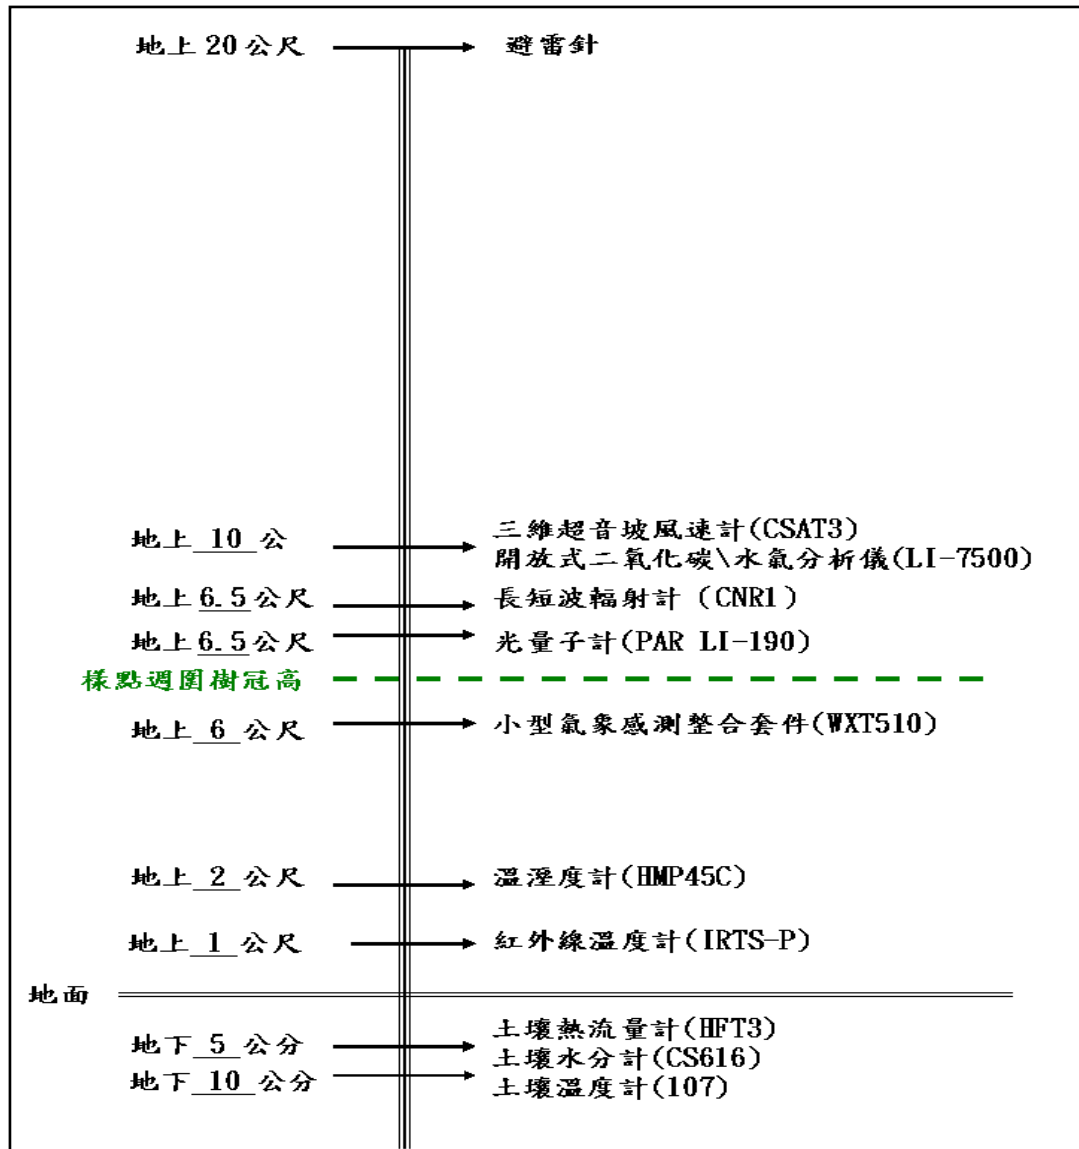 地上 20 公尺 避雷針
三維超音坡風速計(CSAT3)
地上 10 公
開放式二氧化碳\水氣分析儀(LI-7500)
地上 6.5 公尺 長短波輻射計 (CNR1)
地上 6.5 公尺 光量子計(PAR LI-190)
樣點週圍樹冠高
地上 6 公尺 小型氣象感測整合套件(WXT510)
地上 2 公尺 溫溼度計(HMP45C)
地上 1 公尺 紅外線溫度計(IRTS-P)
地面
土壤熱流量計(HFT3)
地下 5 公分
土壤水分計(CS616)
地下 10 公分
土壤溫度計(107)